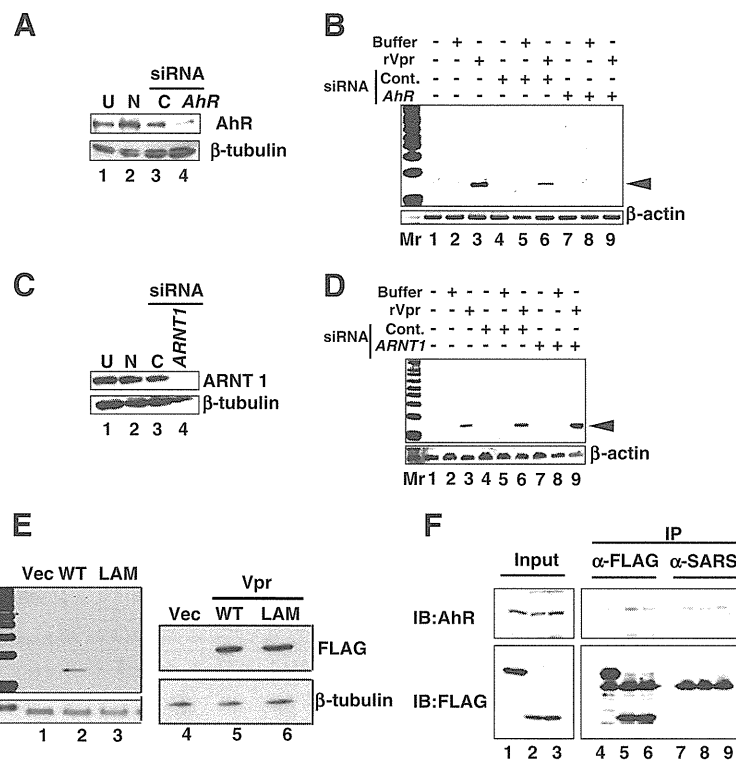 A
siRNA
U N C AhR
AhR
β-tubulin
1 2 3 4
B
Buffer - + - - + - - + -
rVpr - - + - - + - - +
siRNA
Cont. - - - + + + - - -
AhR - - - - - - + + +
β-actin
Mr 1 2 3 4 5 6 7 8 9
C
siRNA
U N C ARNT1
ARNT 1
β-tubulin
1 2 3 4
D
Buffer - + - - + - - + -
rVpr - - + - - + - - +
siRNA
Cont. - - - + + + - - -
ARNT1 - - - - - - + + +
β-actin
Mr 1 2 3 4 5 6 7 8 9
E
Vec WT LAM
1 2 3
Vpr
Vec WT LAM
FLAG
β-tubulin
4 5 6
F
IP
Input α-FLAG α-SARS
IB:AhR
IB:FLAG
1 2 3 4 5 6 7 8 9